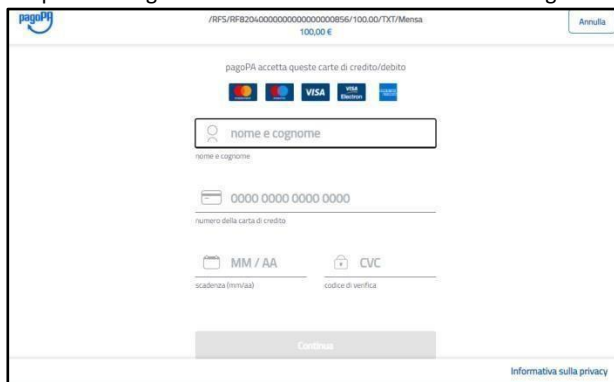 pagoPA
/RFS/RF8204000000000000000856/100.00/TXT/Mensa
100,00 €
Annulla
pagoPA accetta queste carte di credito/debito
VISA
VISA Electron
nome e cognome
nome e cognome
0000 0000 0000 0000
numero della carta di credito
MM / AA CVC
scadenza (mm/aa) codice di verifica
Continua
Informativa sulla privacy